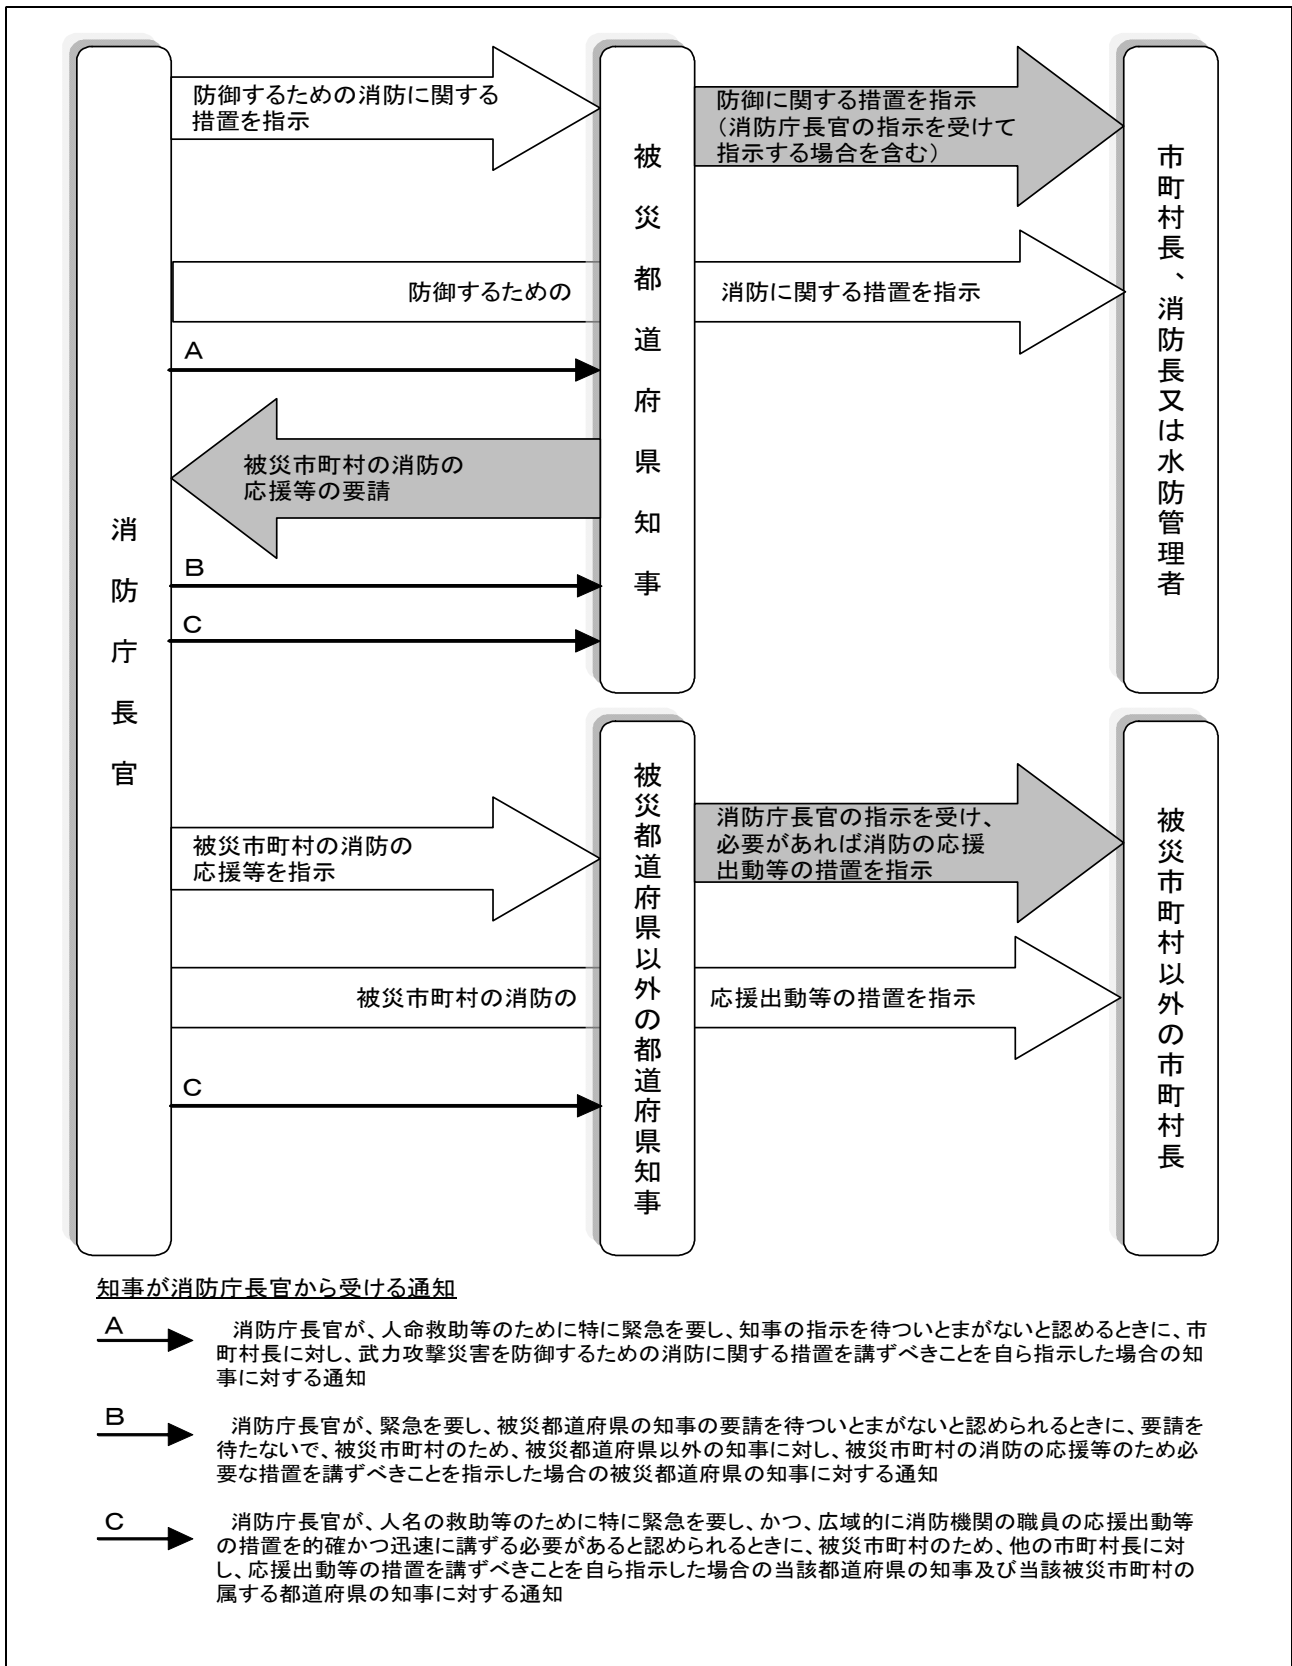 防御するための消防に関する
措置を指示
防御に関する措置を指示
（消防庁長官の指示を受けて
指示する場合を含む）
被災都道府県知事
市町村長、消防長又は水防管理者
防御するための
消防に関する措置を指示
A
被災市町村の消防の
応援等の要請
消防庁長官
B
C
被災都道府県以外の都道府県知事
被災市町村以外の市町村長
消防庁長官の指示を受け、
必要があれば消防の応援
出動等の措置を指示
被災市町村の消防の
応援等を指示
被災市町村の消防の
応援出動等の措置を指示
C
知事が消防庁長官から受ける通知
A
消防庁長官が、人命救助等のために特に緊急を要し、知事の指示を待ついとまがないと認めるときに、市
町村長に対し、武力攻撃災害を防御するための消防に関する措置を講ずべきことを自ら指示した場合の知
事に対する通知
B
消防庁長官が、緊急を要し、被災都道府県の知事の要請を待ついとまがないと認められるときに、要請を
待たないで、被災市町村のため、被災都道府県以外の知事に対し、被災市町村の消防の応援等のため必
要な措置を講ずべきことを指示した場合の被災都道府県の知事に対する通知
C
消防庁長官が、人名の救助等のために特に緊急を要し、かつ、広域的に消防機関の職員の応援出動等
の措置を的確かつ迅速に講ずる必要があると認められるときに、被災市町村のため、他の市町村長に対
し、応援出動等の措置を講ずべきことを自ら指示した場合の当該都道府県の知事及び当該被災市町村の
属する都道府県の知事に対する通知